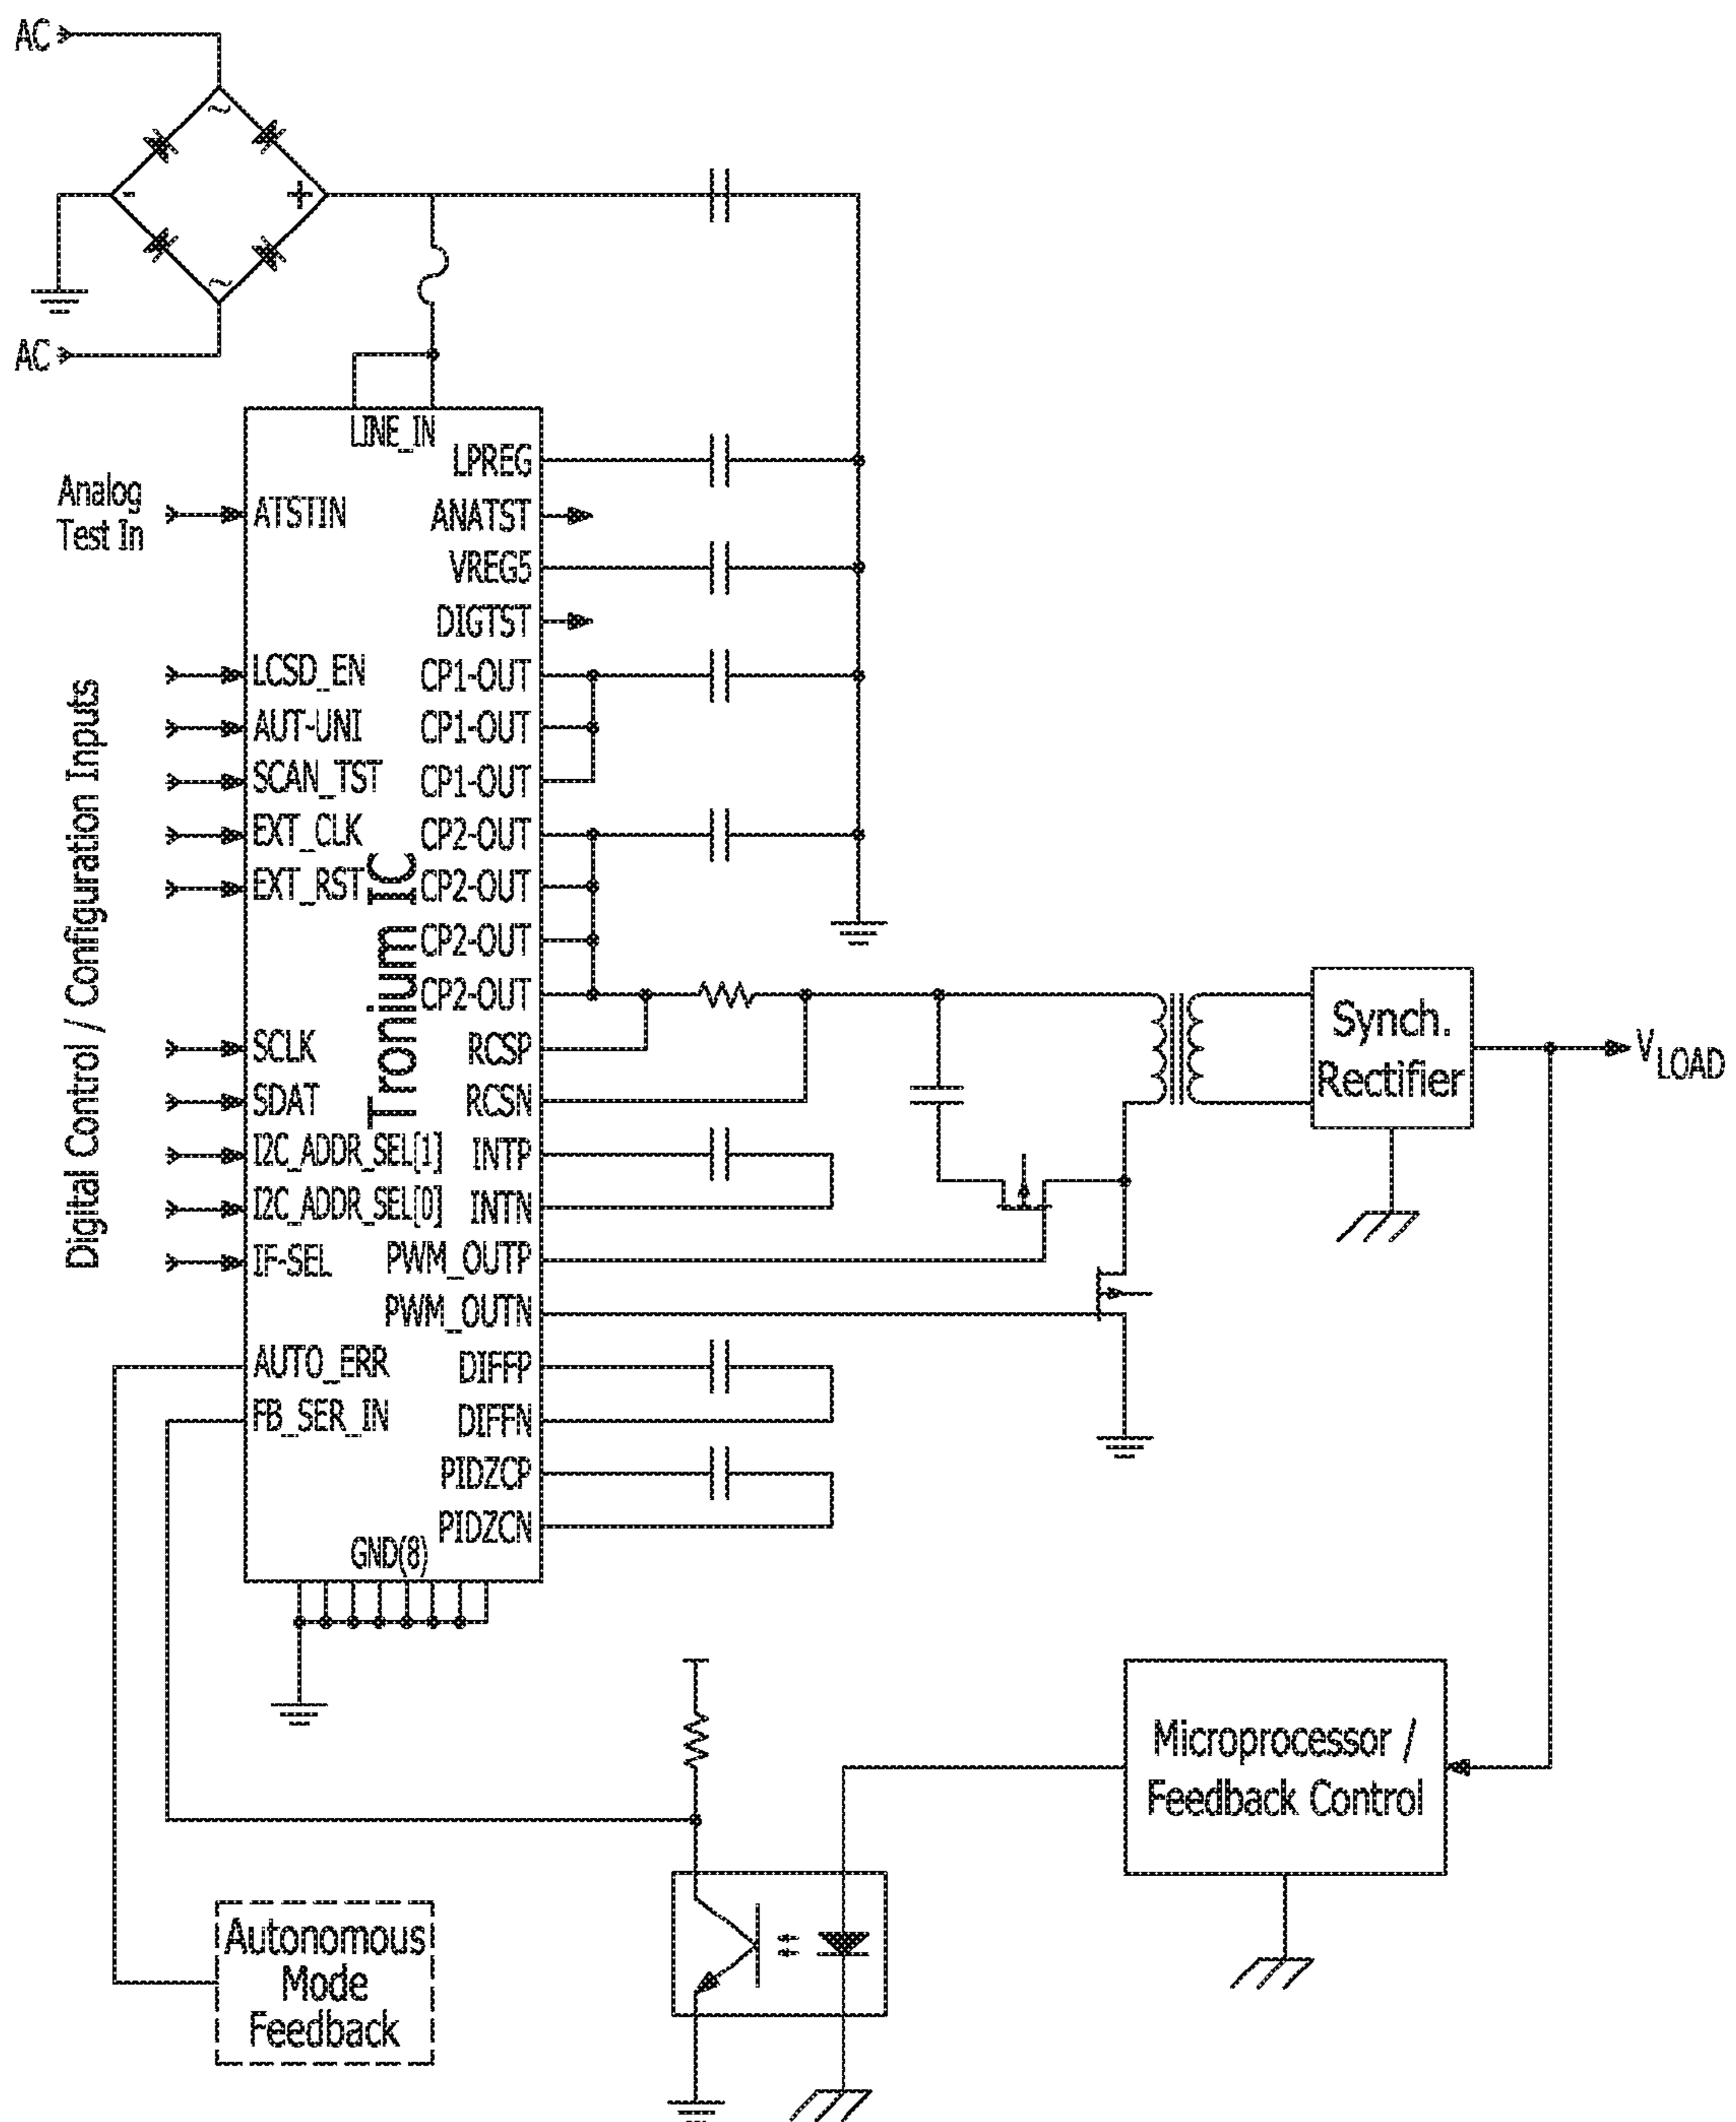 AC
~
-
+
~
AC
LINE_IN
Analog
Test In
ATSTIN
Digital Control / Configuration Inputs
LCSD_EN
AUT-UNI
SCAN_TST
EXT_CLK
EXT_RST
SCLK
SDAT
I2C_ADDR_SEL[1]
I2C_ADDR_SEL[0]
IF-SEL
AUTO_ERR
FB_SER_IN
Tronium IC
LPREG
ANATST
VREG5
DIGTST
CP1-OUT
CP1-OUT
CP1-OUT
CP2-OUT
CP2-OUT
CP2-OUT
CP2-OUT
RCSP
RCSN
INTP
INTN
PWM_OUTP
PWM_OUTN
DIFFP
DIFFN
PIDZCP
PIDZCN
GND(8)
Synch.
Rectifier
VLOAD
Microprocessor /
Feedback Control
Autonomous
Mode
Feedback